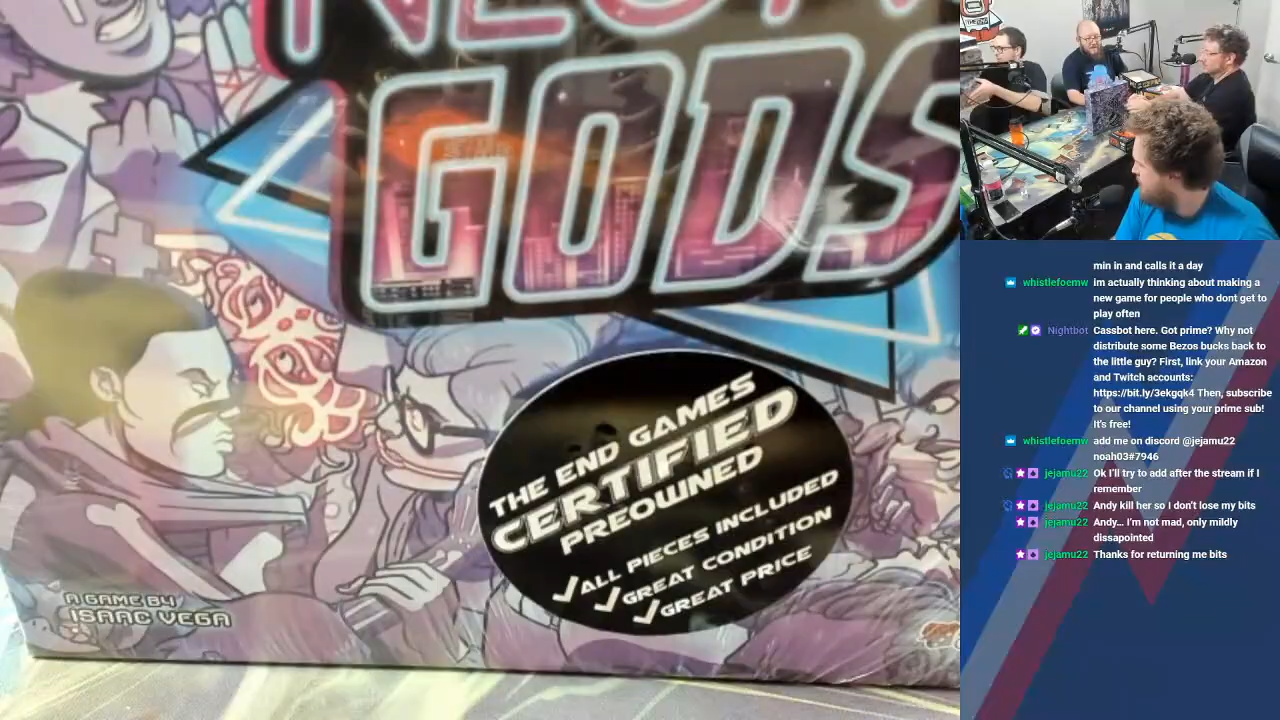 GODS
THE END GAMES
CERTIFIED
PREOWNED
ALL PIECES INCLUDED
GREAT CONDITION
GREAT PRICE
A GAME BY
ISAAC VEGA
min in and calls it a day
whistlefoemw im actually thinking about making a
new game for people who dont get to
play often
Nightbot Cassbot here. Got prime? Why not
distribute some Bezos bucks back to
the little guy? First, link your Amazon
and Twitch accounts:
https://bit.ly/3ekgqk4 Then, subscribe
to our channel using your prime sub!
It's free!
whistlefoemw add me on discord @jejamu22
noah03#7946
jejamu22 Ok I'll try to add after the stream if I
remember
jejamu22 Andy kill her so I don't lose my bits
jejamu22 Andy... I'm not mad, only mildly
dissapointed
jejamu22 Thanks for returning me bits